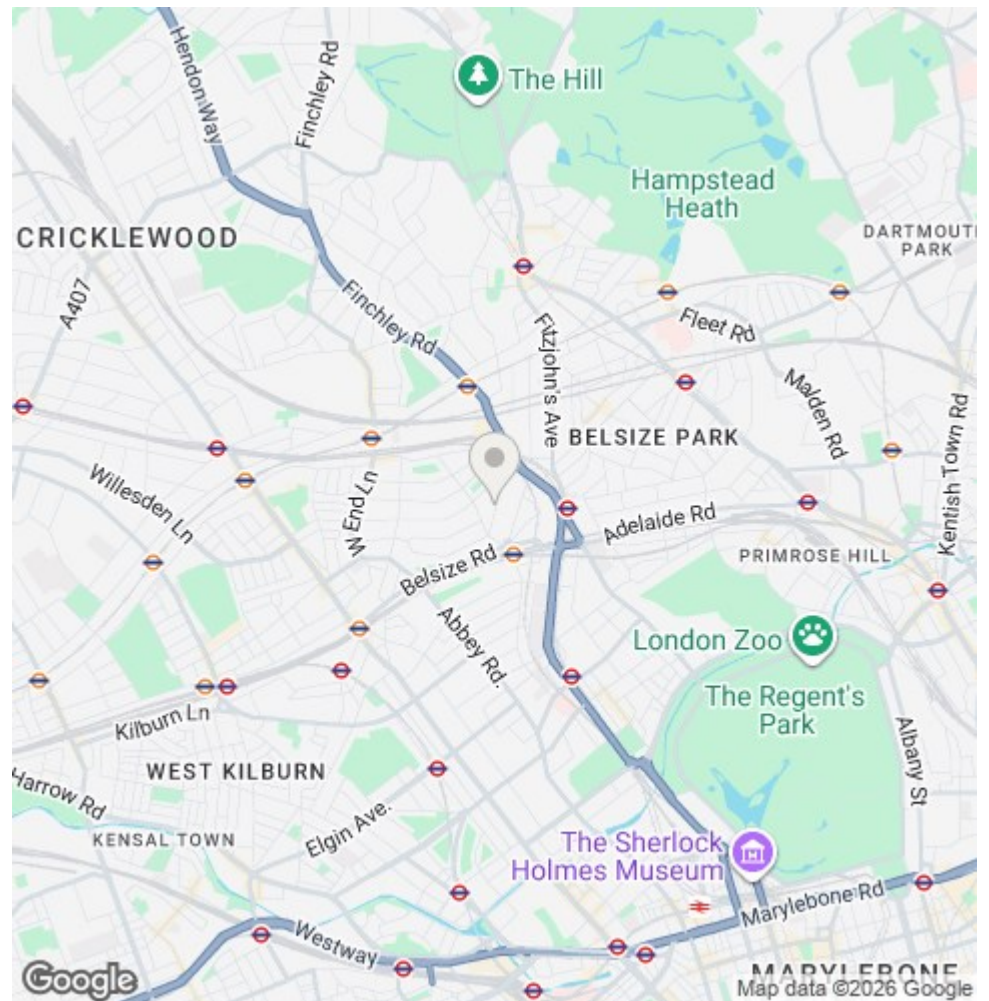 Hendon Way
Finchley Rd
The Hill
Hampstead
Heath
CRICKLEWOOD
DARTMOUTH
PARK
A407
Finchley Rd
Fitzjohn's Ave
Fleet Rd
Malden Rd
BELSIZE PARK
Kentish Town Rd
Willesden Ln
W End Ln
Adelaide Rd
Belsize Rd
PRIMROSE HILL
Abbey Rd.
London Zoo
The Regent's
Park
Kilburn Ln
Albany St
WEST KILBURN
Harrow Rd
Elgin Ave.
KENSAL TOWN
The Sherlock
Holmes Museum
Marylebone Rd
Westway
MARYLEBONE
Google
Map data ©2026 Google